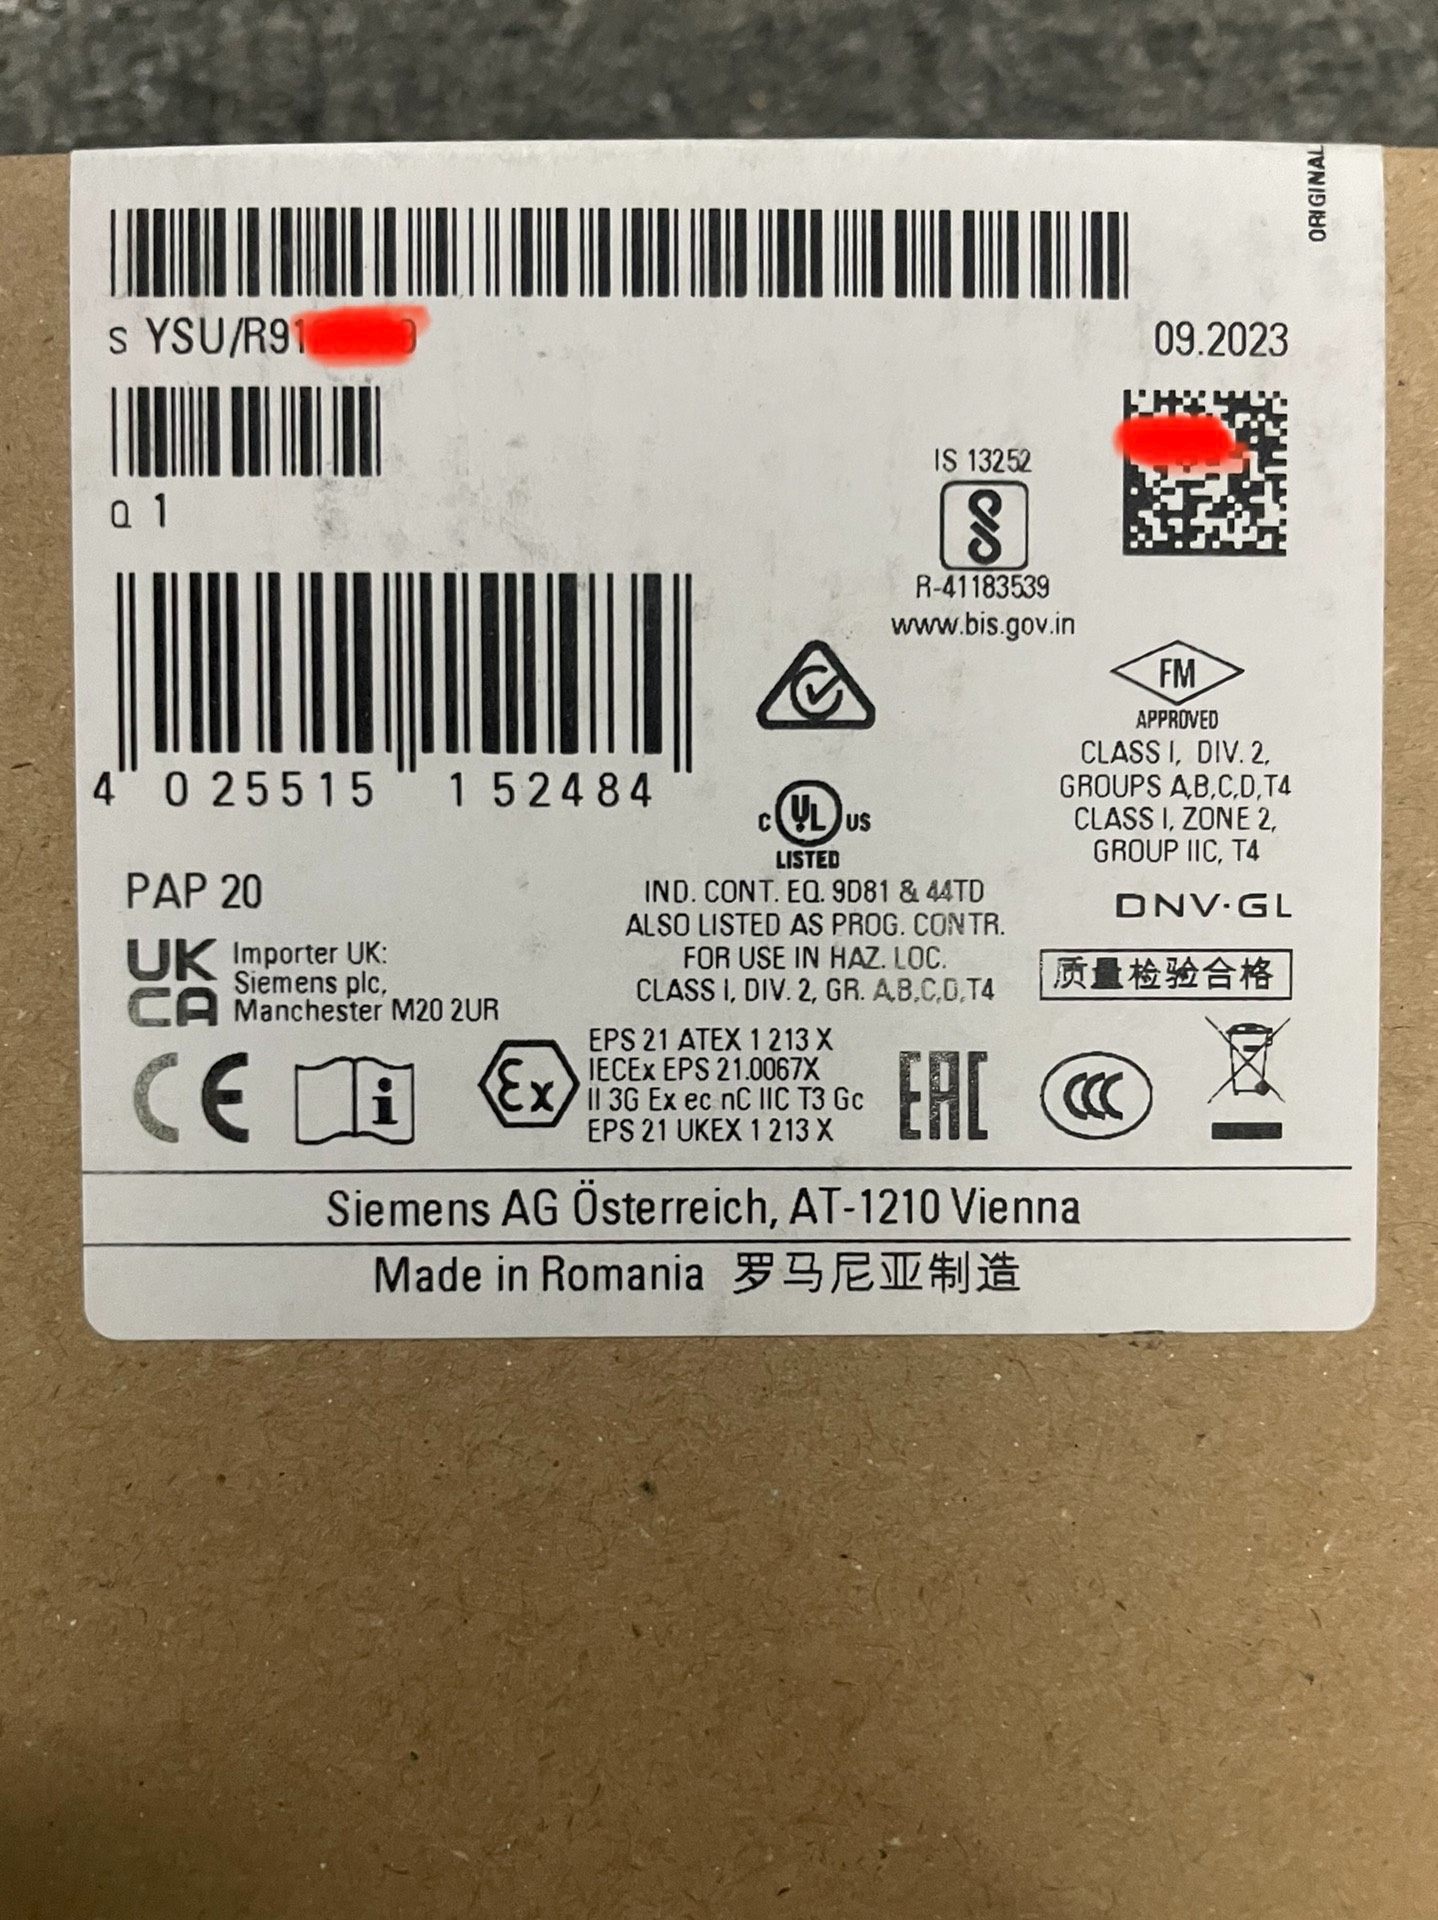 ORIGINAL
S YSU/R91
09.2023
Q 1
IS 13252
R-41183539
www.bis.gov.in
4 025515 152484
FM
APPROVED
CLASS I, DIV. 2,
GROUPS A,B,C,D,T4
CLASS I, ZONE 2,
GROUP IIC, T4
C UL US
LISTED
IND. CONT. EQ. 9D81 & 44TD
ALSO LISTED AS PROG. CONTR.
FOR USE IN HAZ. LOC.
CLASS I, DIV. 2, GR. A,B,C,D,T4
DNV·GL
PAP 20
质量检验合格
UK
CA
Importer UK:
Siemens plc,
Manchester M20 2UR
CE
i
Ex
EPS 21 ATEX 1 213 X
IECEx EPS 21.0067X
II 3G Ex ec nC IIC T3 Gc
EPS 21 UKEX 1 213 X
EAC
CCC
Siemens AG Österreich, AT-1210 Vienna
Made in Romania 罗马尼亚制造